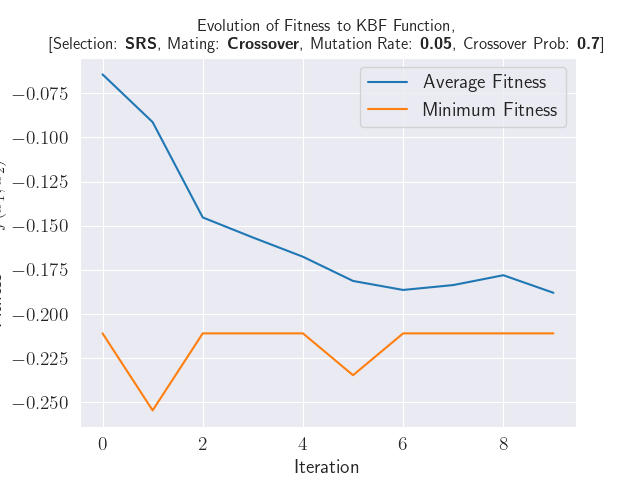 Evolution of Fitness to KBF Function,
[Selection: SRS, Mating: Crossover, Mutation Rate: 0.05, Crossover Prob: 0.7]
Average Fitness
Minimum Fitness
−0.075
−0.100
−0.125
−0.150
−0.175
−0.200
−0.225
−0.250
0 2 4 6 8
Iteration